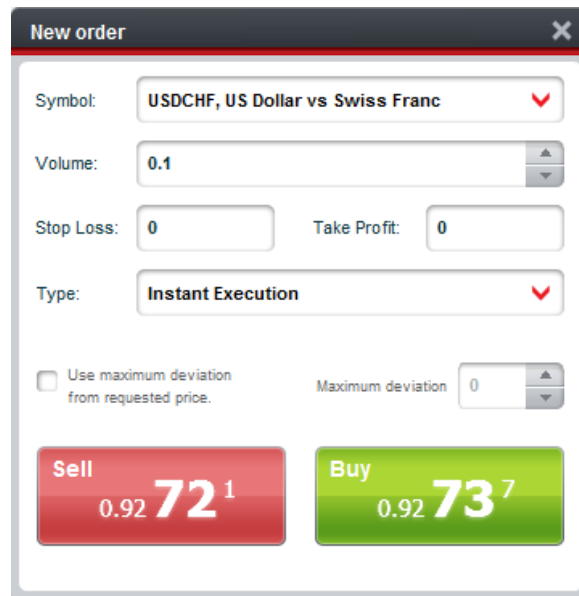 New order
Symbol: USDCHF, US Dollar vs Swiss Franc
Volume: 0.1
Stop Loss: 0 Take Profit: 0
Type: Instant Execution
Use maximum deviation
from requested price.
Maximum deviation 0
Sell
0.92 72 1
Buy
0.92 73 7